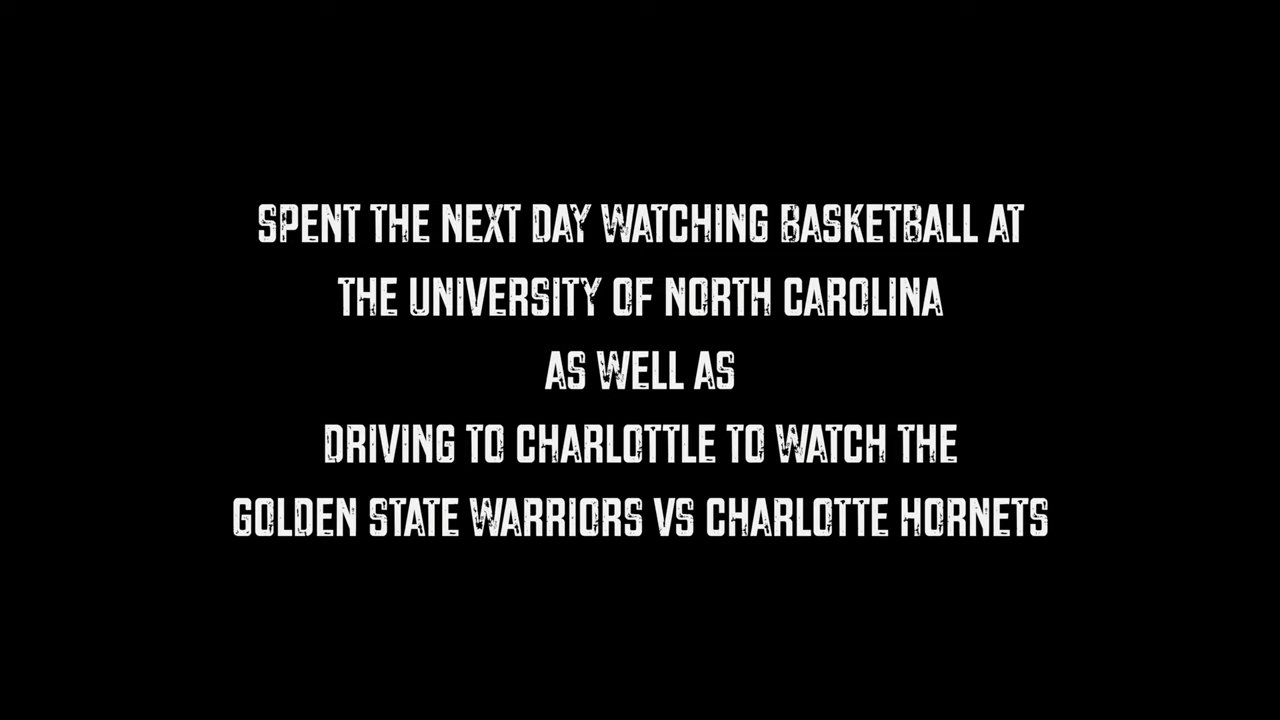 SPENT THE NEXT DAY WATCHING BASKETBALL AT
THE UNIVERSITY OF NORTH CAROLINA
AS WELL AS
DRIVING TO CHARLOTTLE TO WATCH THE
GOLDEN STATE WARRIORS VS CHARLOTTE HORNETS